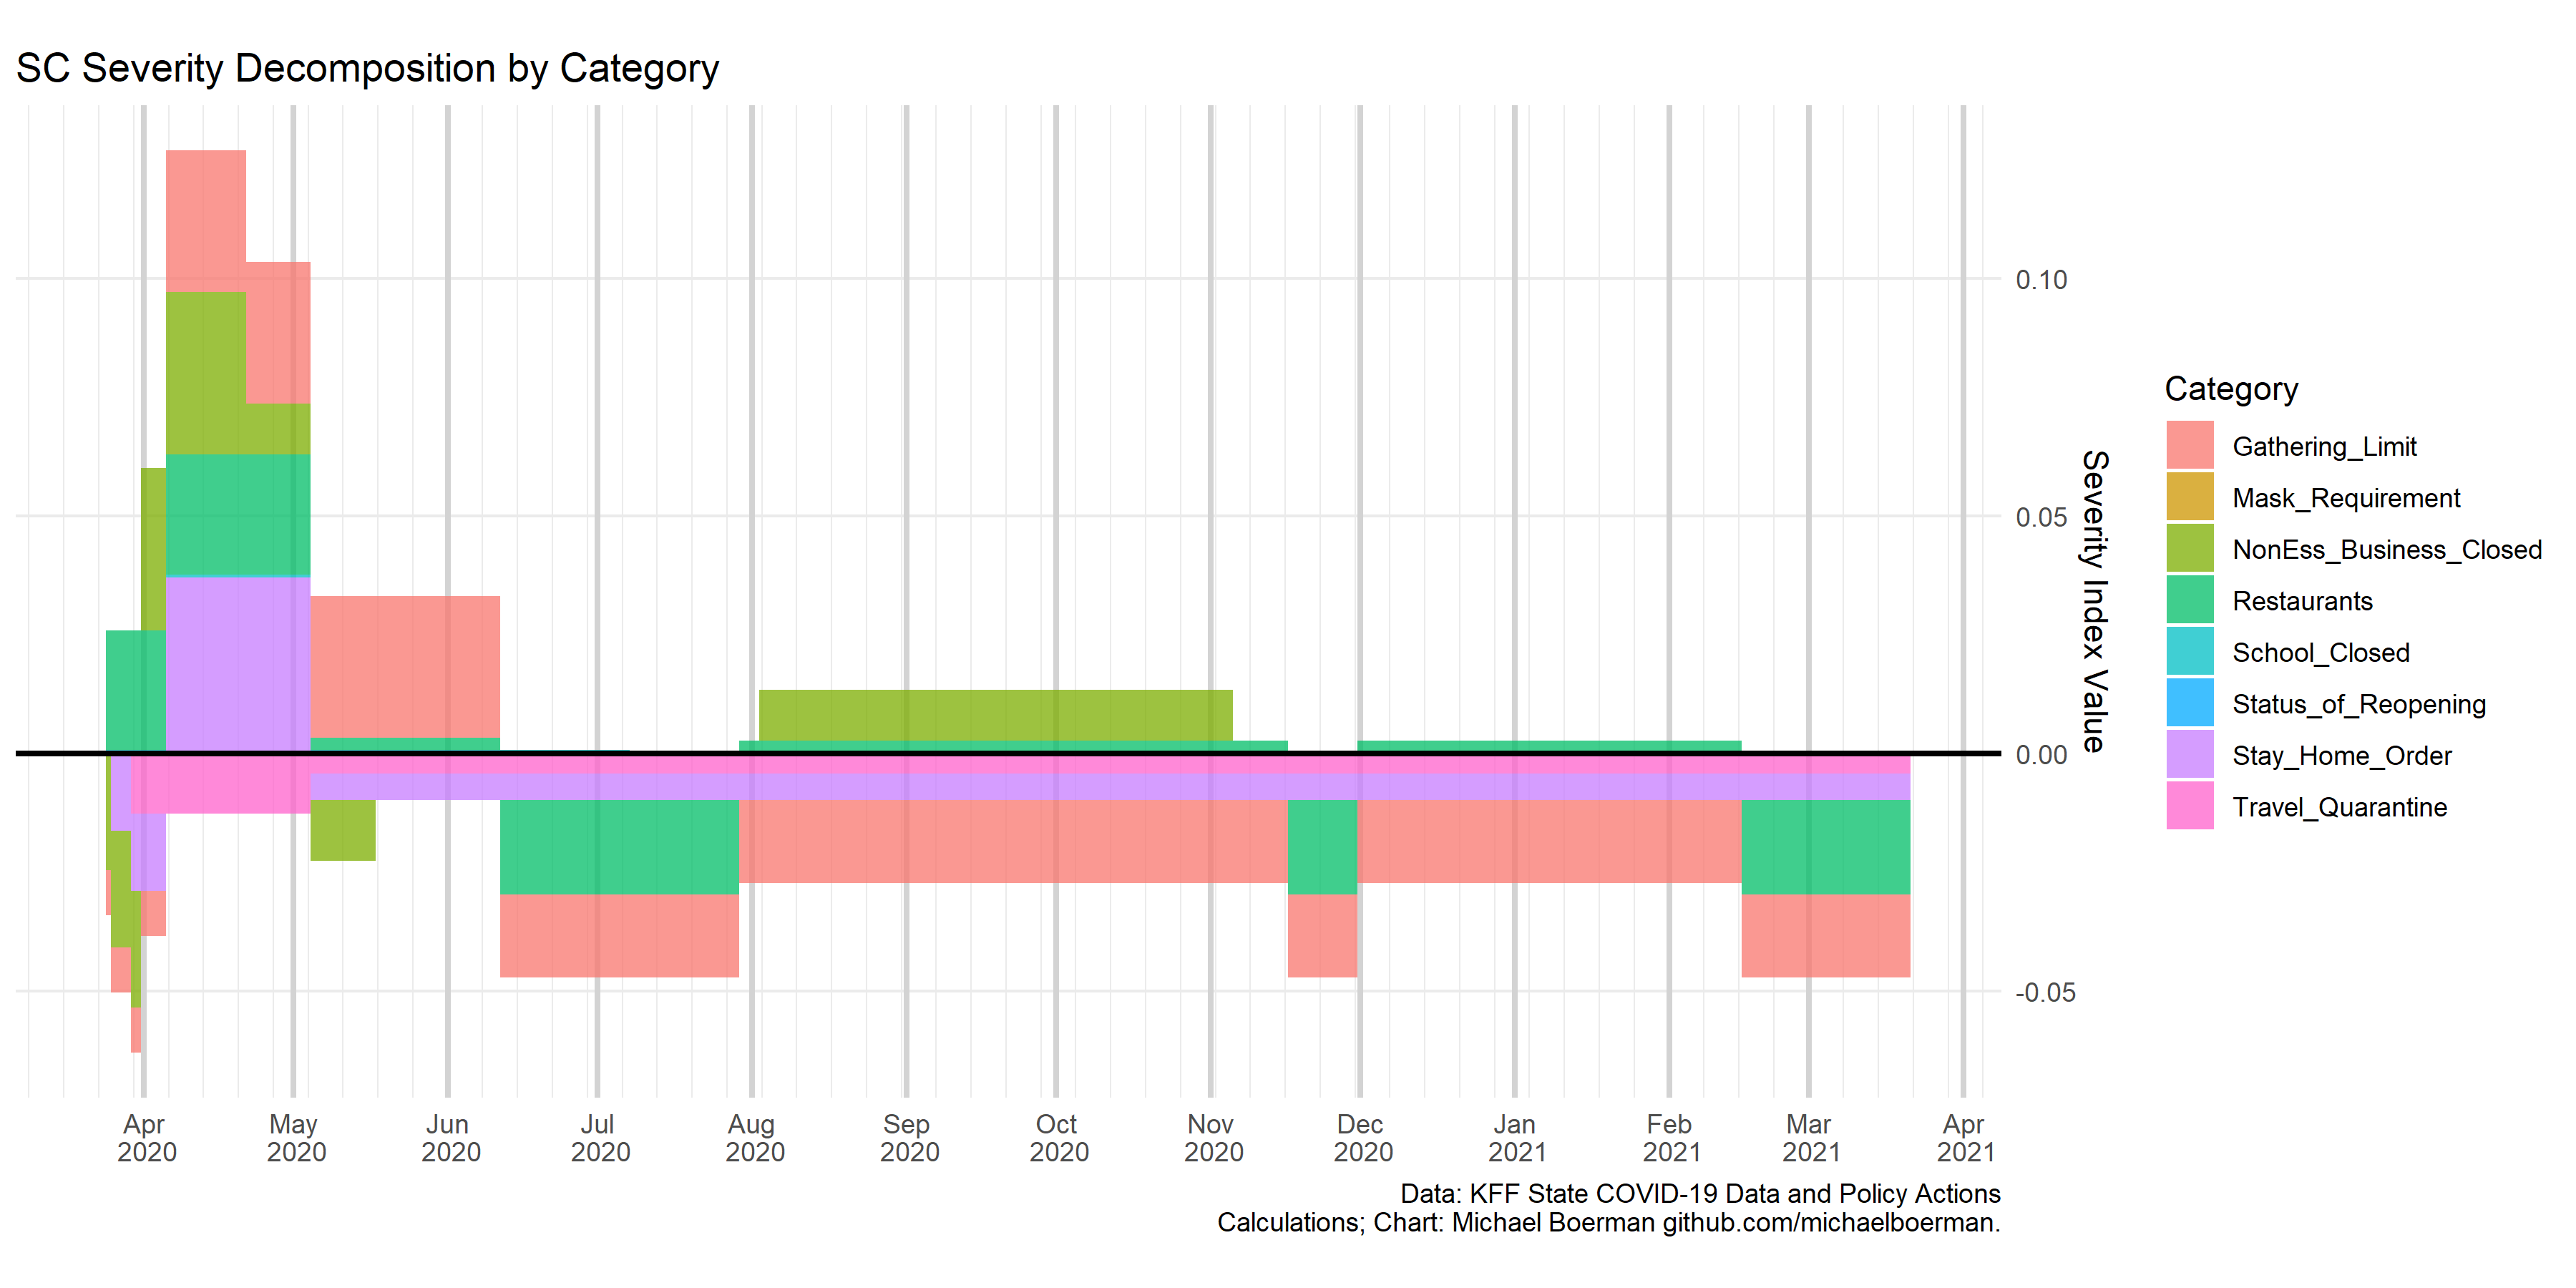 SC Severity Decomposition by Category
0.10
0.05
0.00
-0.05
Severity Index Value
Apr
2020
May
2020
Jun
2020
Jul
2020
Aug
2020
Sep
2020
Oct
2020
Nov
2020
Dec
2020
Jan
2021
Feb
2021
Mar
2021
Apr
2021
Category
Gathering_Limit
Mask_Requirement
NonEss_Business_Closed
Restaurants
School_Closed
Status_of_Reopening
Stay_Home_Order
Travel_Quarantine
Data: KFF State COVID-19 Data and Policy Actions
Calculations; Chart: Michael Boerman github.com/michaelboerman.